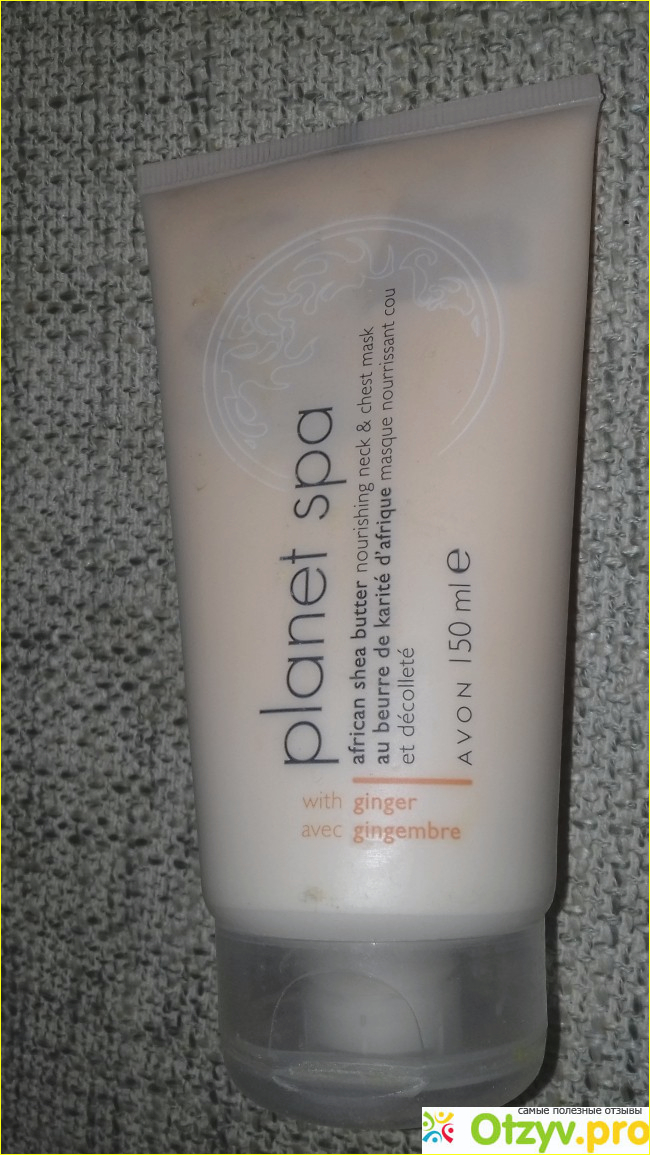 planet spa
african shea butter nourishing neck & chest mask
au beurre de karité d'afrique masque nourrissant cou
et décolleté
AVON 150 ml e
with ginger
avec gingembre
самые полезные отзывы
Otzyv.pro